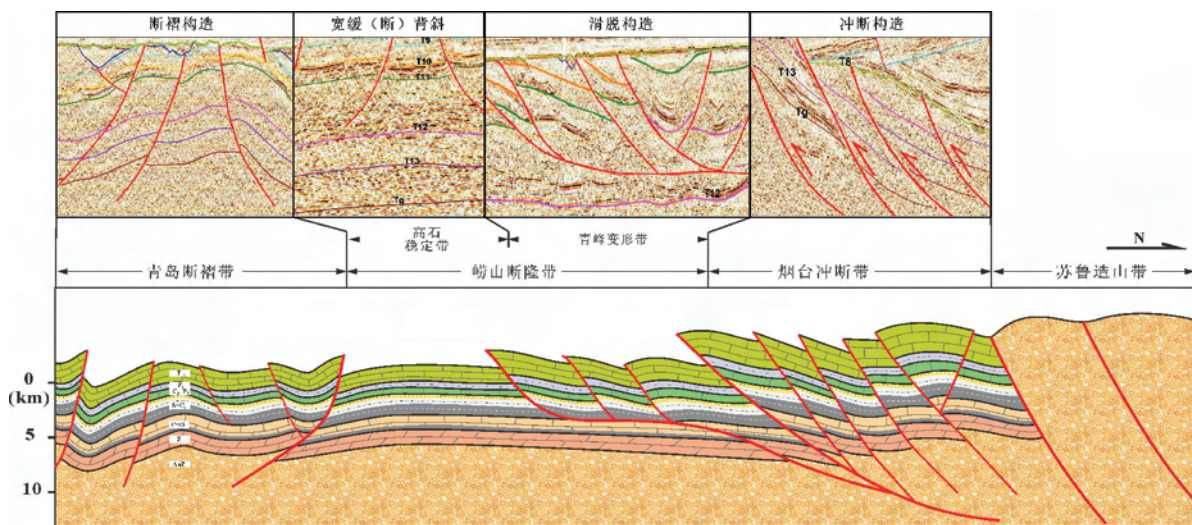 断褶构造
宽缓（断）背斜
滑脱构造
冲断构造
T9
T10
T11
T12
T13
Tg
T12
T13
T8
Tg
高石
稳定带
青峰变形带
N
青岛断褶带
崂山断隆带
烟台冲断带
苏鲁造山带
0
(km)
5
10
Z
AnZ